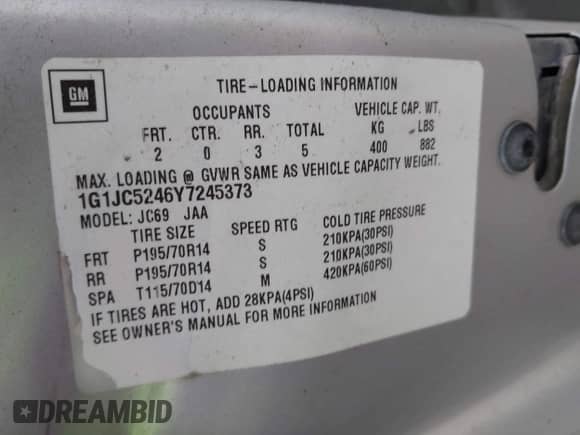 GM
TIRE-LOADING INFORMATION
OCCUPANTS VEHICLE CAP. WT.
FRT. CTR. RR. TOTAL KG LBS
2 0 3 5 400 882
MAX. LOADING @ GVWR SAME AS VEHICLE CAPACITY WEIGHT.
1G1JC5246Y7245373
MODEL: JC69 JAA
TIRE SIZE SPEED RTG COLD TIRE PRESSURE
FRT P195/70R14 S 210KPA(30PSI)
RR P195/70R14 S 210KPA(30PSI)
SPA T115/70D14 M 420KPA(60PSI)
IF TIRES ARE HOT, ADD 28KPA(4PSI)
SEE OWNER'S MANUAL FOR MORE INFORMATION
DREAMBID